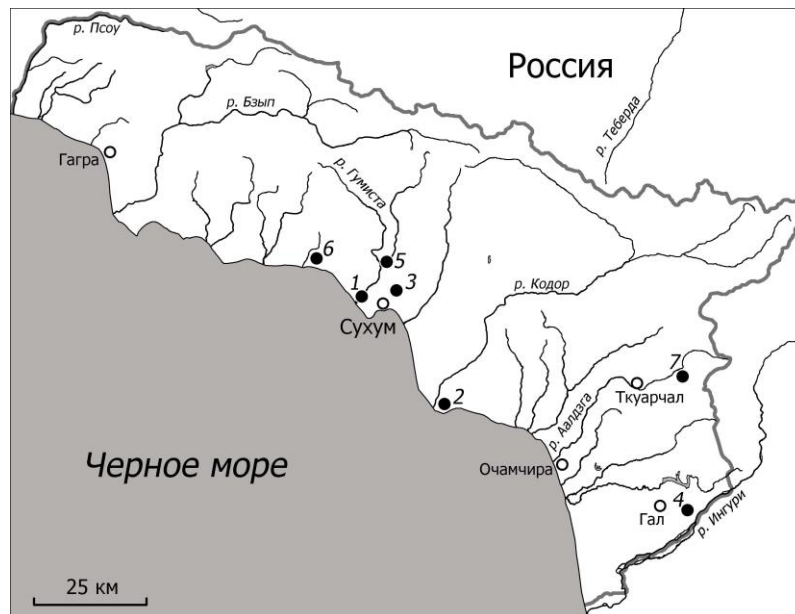 р. Псоу
Россия
р. Бзып
р. Теберда
Гагра
р. Гумиста
6
5
1
3
р. Кодор
Сухум
7
2
Ткуарчал
р. Аалдзга
Черное море
Очамчира
4
Гал
р. Ингури
25 км